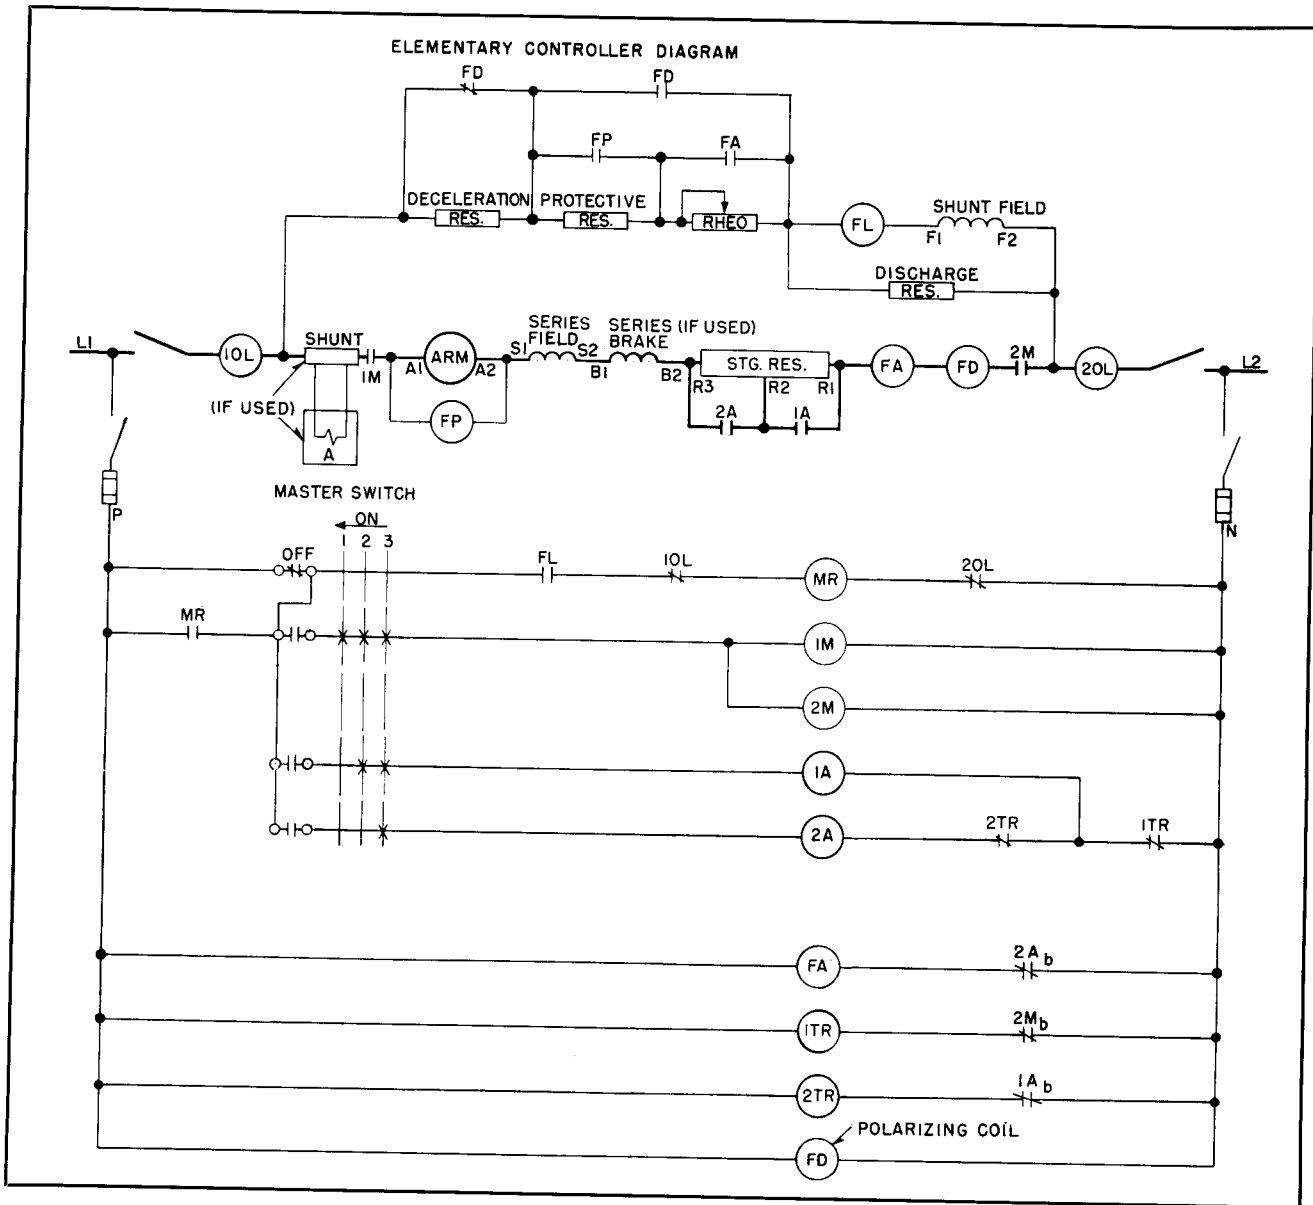 ELEMENTARY CONTROLLER DIAGRAM
FD
FD
FP
FA
DECELERATION
PROTECTIVE
RES.
RES.
RHEO
FL
SHUNT FIELD
F1
F2
DISCHARGE
RES.
L1
1OL
SHUNT
1M
A1
ARM
A2
FP
S1
SERIES
FIELD
S2
SERIES (IF USED)
BRAKE
B1
B2
STG. RES.
R3
R2
R1
2A
1A
FA
FD
2M
2OL
L2
(IF USED)
A
MASTER SWITCH
ON
1 2 3
P
N
OFF
FL
1OL
MR
2OL
MR
1M
2M
1A
2A
2TR
1TR
FA
2A b
1TR
2M b
2TR
1A b
POLARIZING COIL
FD